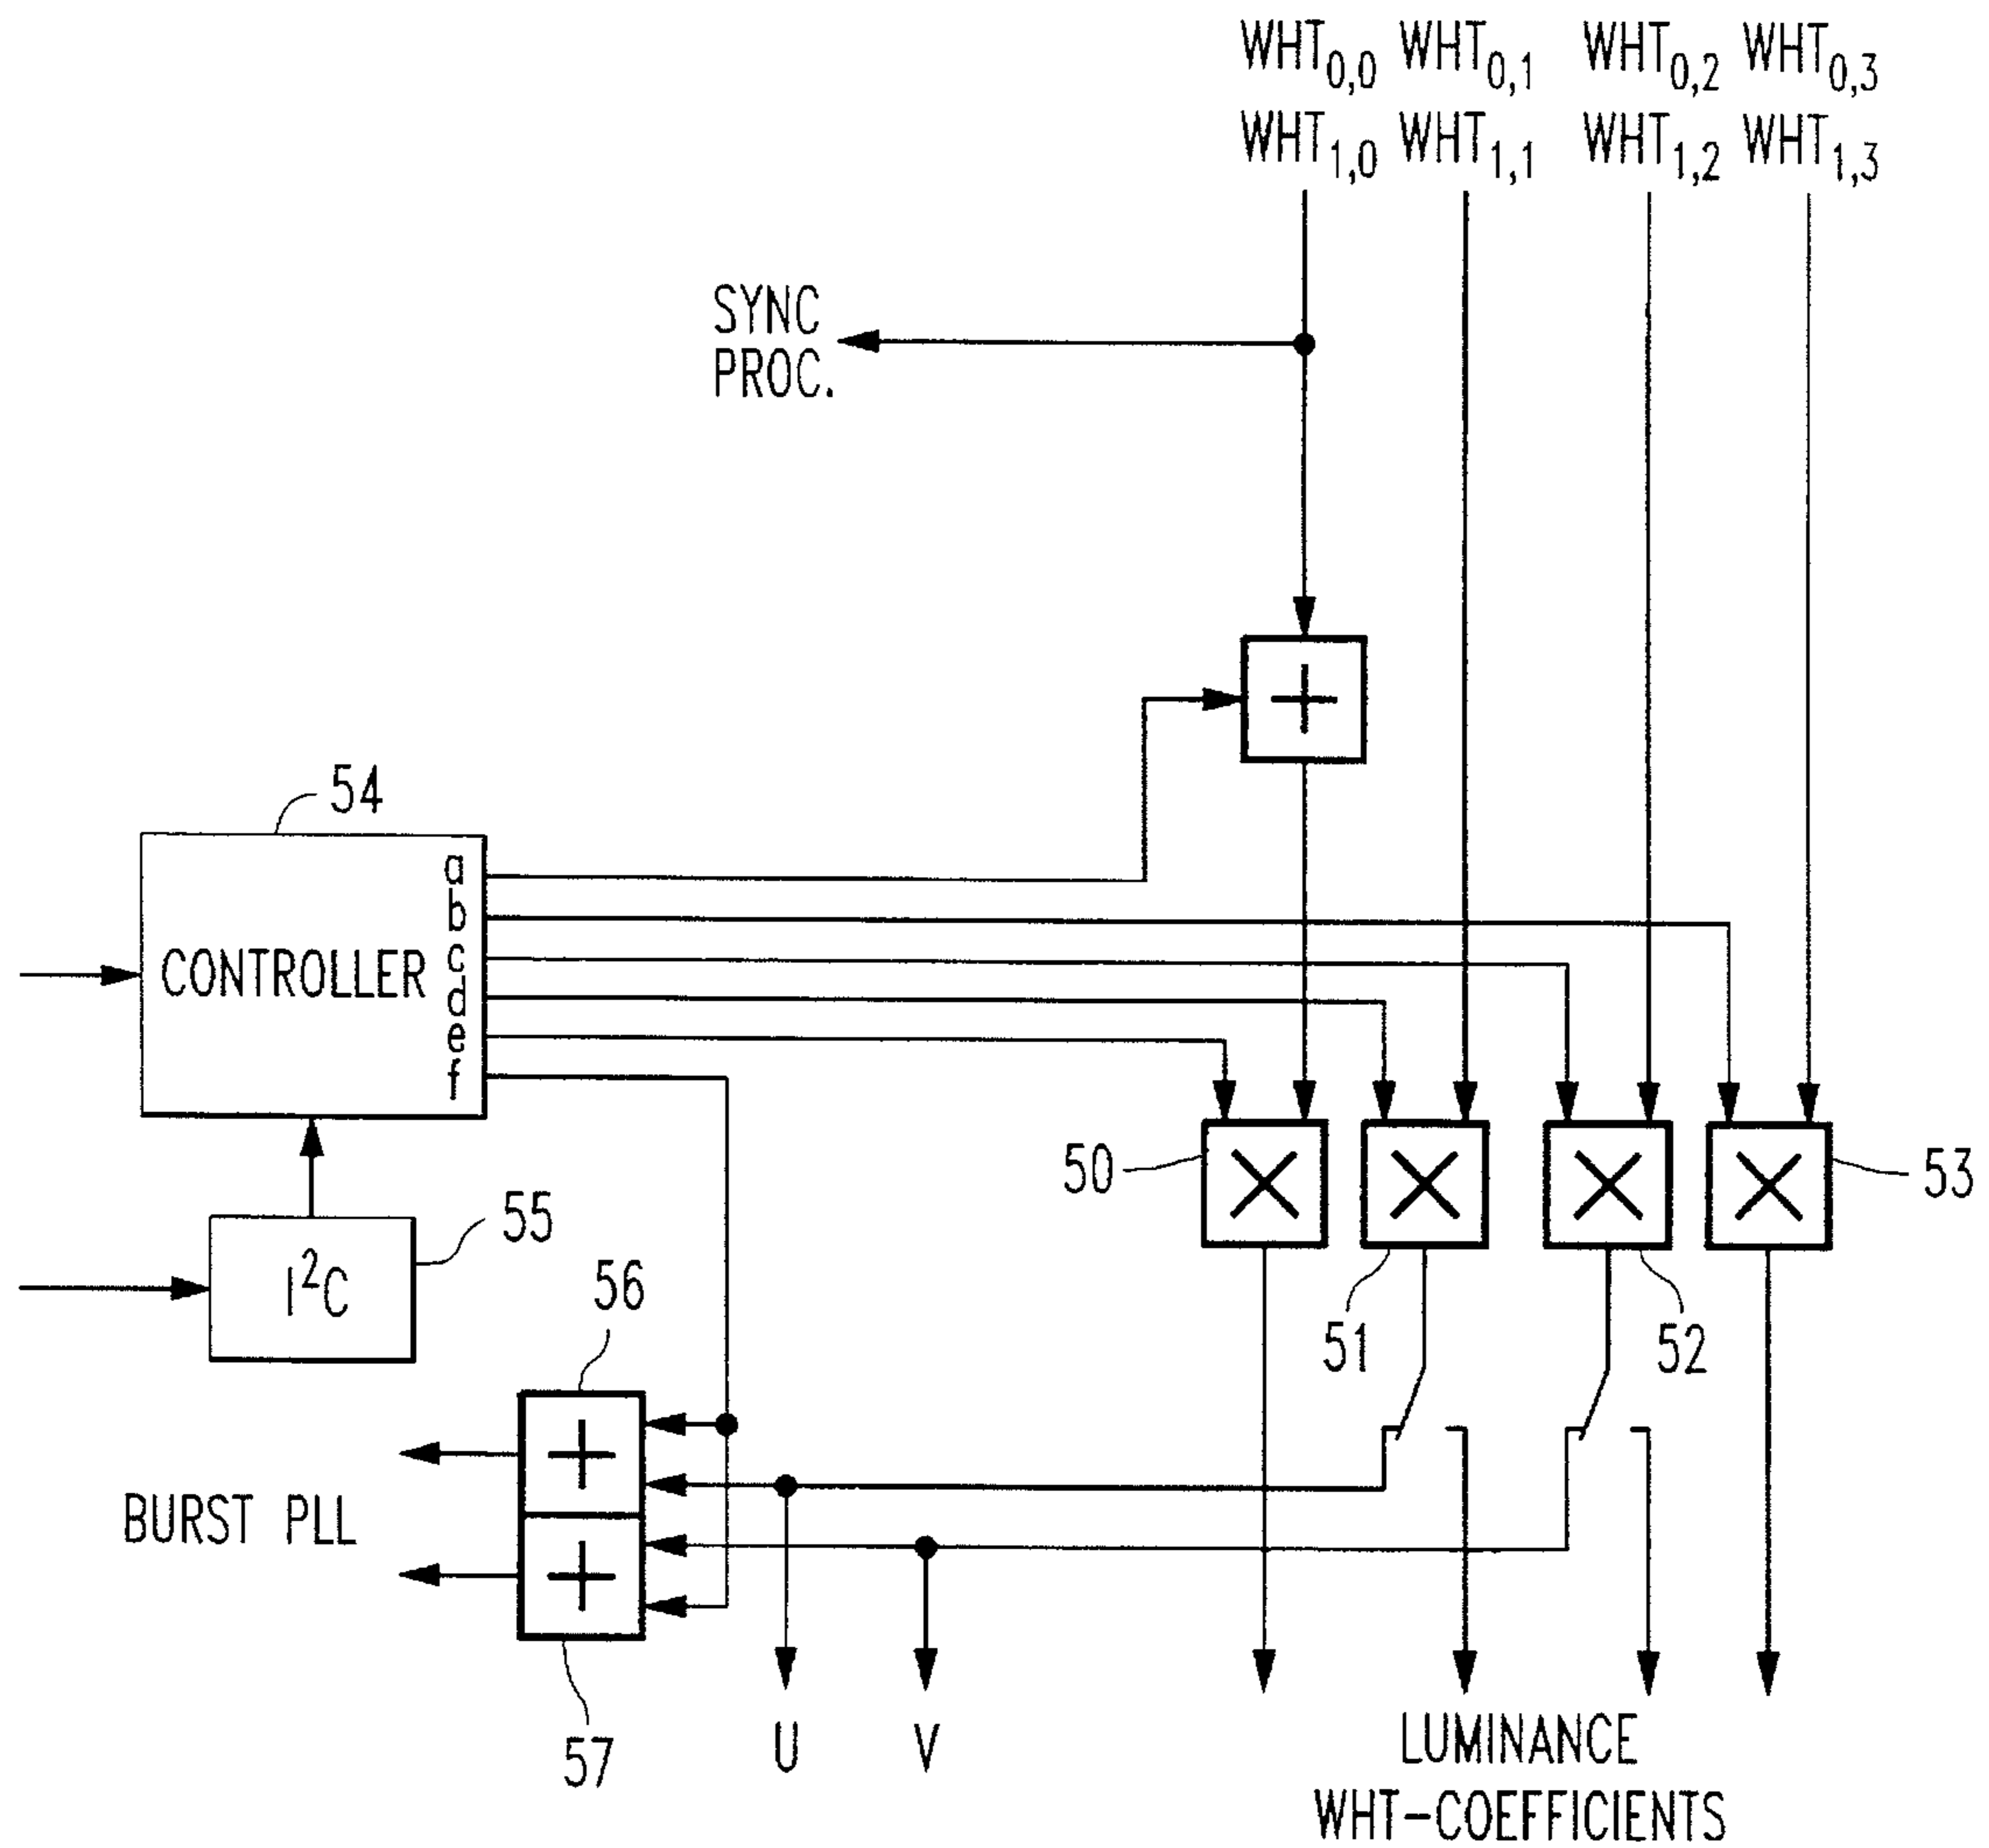 WHT0,0 WHT0,1 WHT0,2 WHT0,3
WHT1,0 WHT1,1 WHT1,2 WHT1,3
SYNC
PROC.
54
a
b
CONTROLLER c
d
e
f
50
53
55
I²C
56
51
52
BURST PLL
57
U
V
LUMINANCE
WHT-COEFFICIENTS